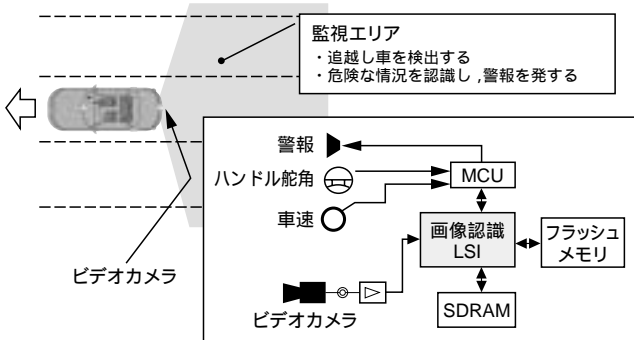 監視エリア
・追越し車を検出する
・危険な情況を認識し,警報を発する
警報
ハンドル舵角
車速
MCU
画像認識
LSI
フラッシュ
メモリ
SDRAM
ビデオカメラ
ビデオカメラ